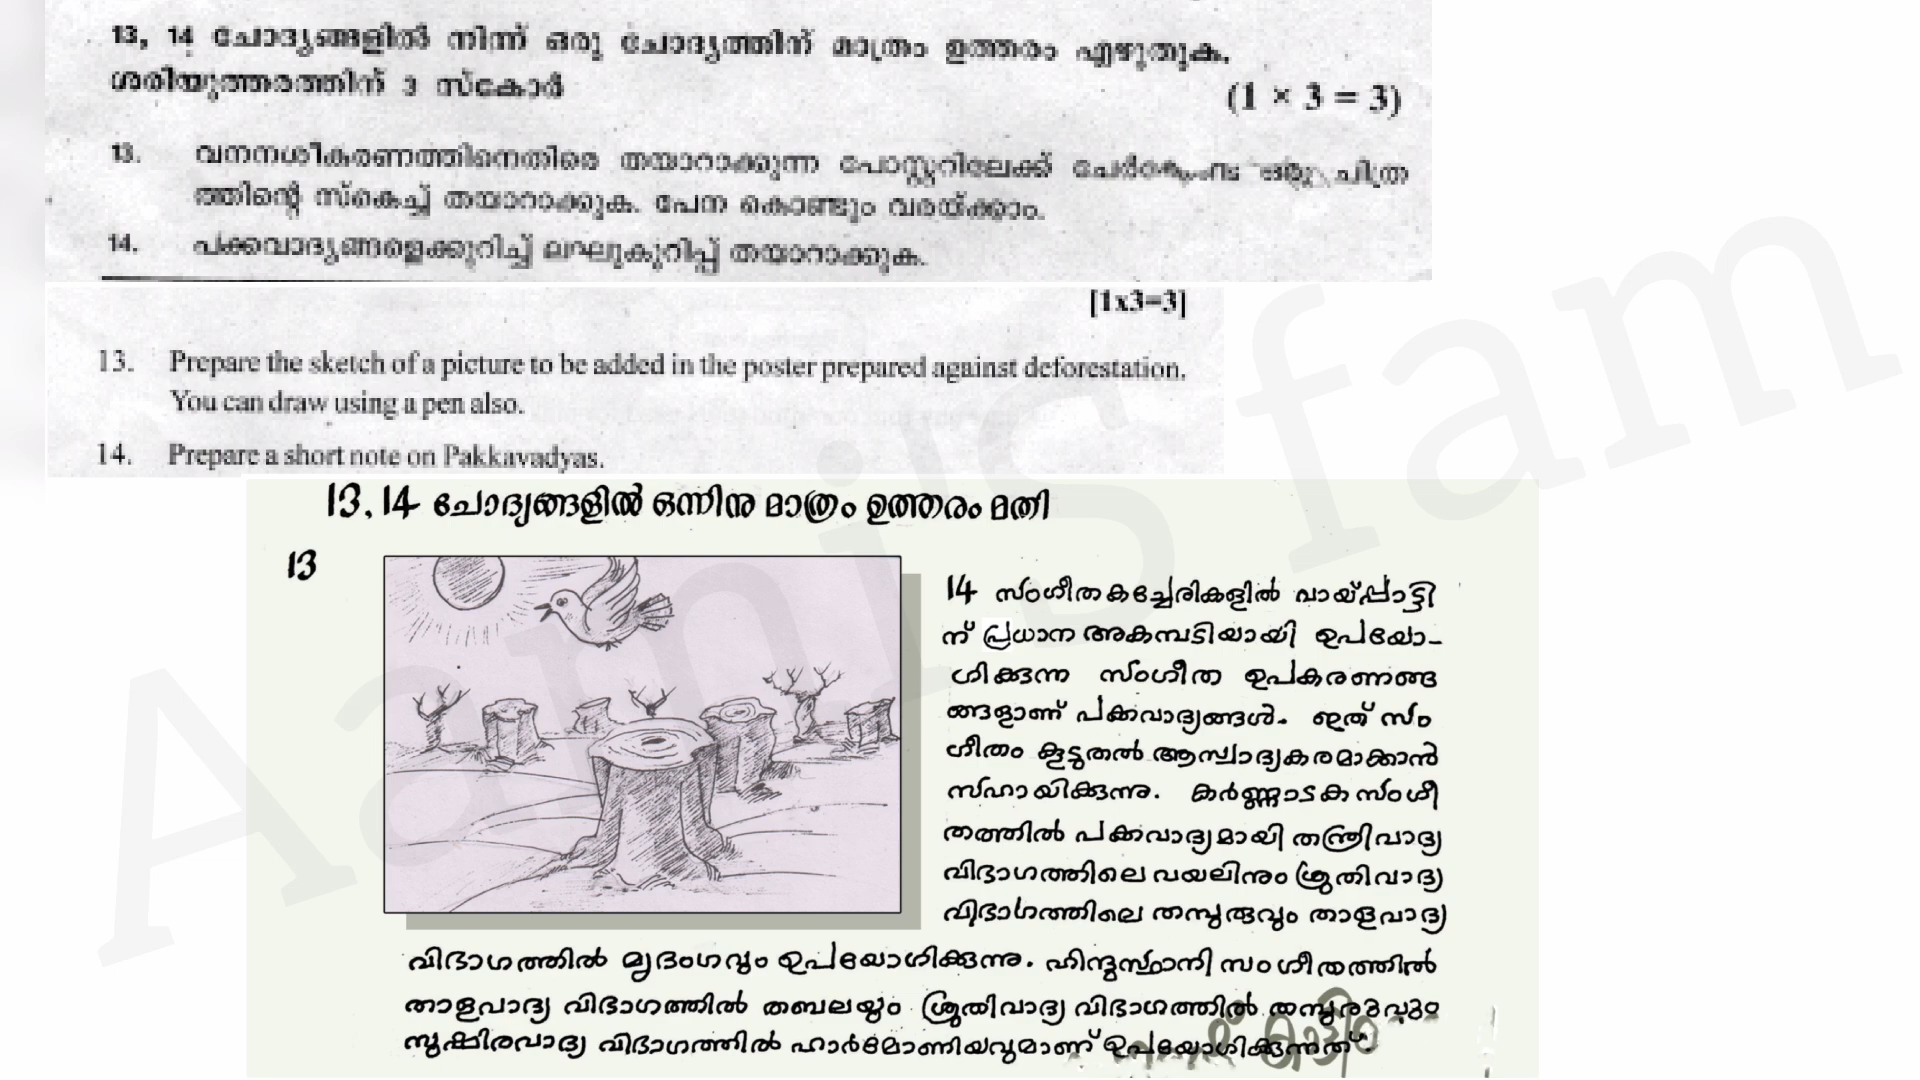 13, 14 ചോദ്യങ്ങളിൽ നിന്ന് ഒരു ചോദ്യത്തിന് മാത്രം ഉത്തരം എഴുതുക.
ശരിയുത്തരത്തിന് 3 സ്കോർ
(1 × 3 = 3)
13. വനനശീകരണത്തിനെതിരെ തയാറാക്കുന്ന പോസ്റ്ററിലേക്ക് ഒരു ചിത്ര
ത്തിന്റെ സ്കെച്ച് തയാറാക്കുക. പേന കൊണ്ടും വരയ്ക്കാം.
14. പക്കവാദ്യങ്ങളെക്കുറിച്ച് ലഘുകുറിപ്പ് തയാറാക്കുക.
[1x3=3]
13. Prepare the sketch of a picture to be added in the poster prepared against deforestation.
You can draw using a pen also.
14. Prepare a short note on Pakkavadyas.
13, 14 ചോദ്യങ്ങളിൽ ഒന്നിനു മാത്രം ഉത്തരം മതി
13
14 സംഗീതകച്ചേരികളിൽ വായ്പ്പാട്ടി
ന് പ്രധാന അകമ്പടിയായി ഉപയോ-
ഗിക്കുന്ന സംഗീത ഉപകരണങ്ങ
ങ്ങളാണ് പക്കവാദ്യങ്ങൾ. ഇത് സം
ഗീതം കൂടുതൽ ആസ്വാദ്യകരമാക്കാൻ
സഹായിക്കുന്നു. കർണ്ണാടക സംഗീ
തത്തിൽ പക്കവാദ്യമായി തന്ത്രിവാദ്യ
വിഭാഗത്തിലെ വയലിനും ശ്രുതിവാദ്യ
വിഭാഗത്തിലെ തമ്പുരുവും താളവാദ്യ
വിഭാഗത്തിൽ മൃദംഗവും ഉപയോഗിക്കുന്നു. ഹിന്ദുസ്ഥാനി സംഗീതത്തിൽ
താളവാദ്യ വിഭാഗത്തിൽ തബലയും ശ്രുതിവാദ്യ വിഭാഗത്തിൽ തമ്പുരുവും
സുഷിരവാദ്യ വിഭാഗത്തിൽ ഹാർമോണിയവുമാണ് ഉപയോഗിക്കുന്നത്.
Aami'S fam